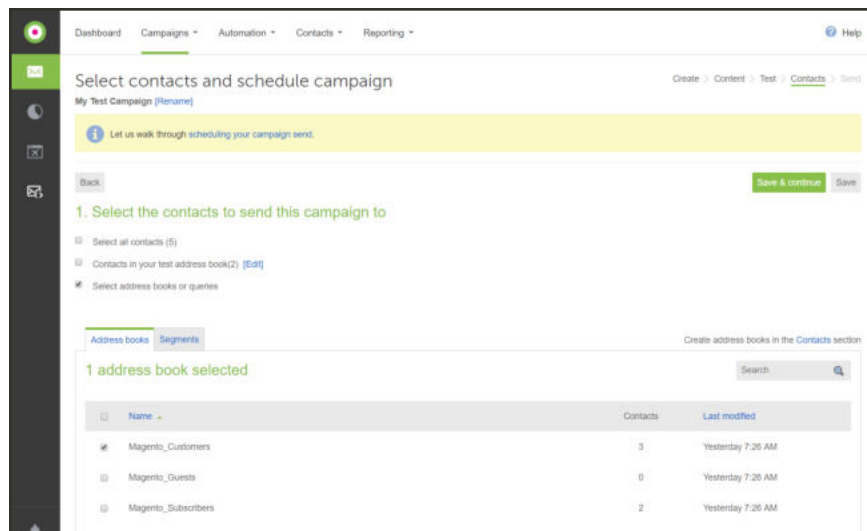 Dashboard Campaigns Automation Contacts Reporting Help
Select contacts and schedule campaign
Create Content Test Contacts Send
My Test Campaign [Rename]
Let us walk through scheduling your campaign send.
Back Save & continue Save
1. Select the contacts to send this campaign to
Select all contacts (5)
Contacts in your test address book(2) [Edit]
Select address books or queries
Address books Segments Create address books in the Contacts section
1 address book selected Search
Name Contacts Last modified
Magento_Customers 3 Yesterday 7:26 AM
Magento_Guests 0 Yesterday 7:26 AM
Magento_Subscribers 2 Yesterday 7:26 AM